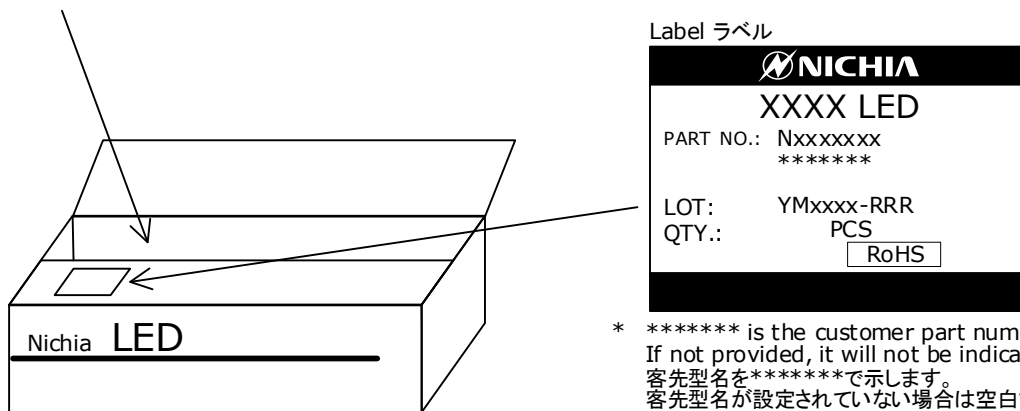 Label ラベル
NICHIA
XXXX LED
PART NO.: Nxxxxxxx
*******
LOT: YMxxxx-RRR
QTY.: PCS
RoHS
Nichia LED
* ******* is the customer part
If not provided, it will not be
客先型名を*******で示します。
客先型名が設定されていない場合は空白